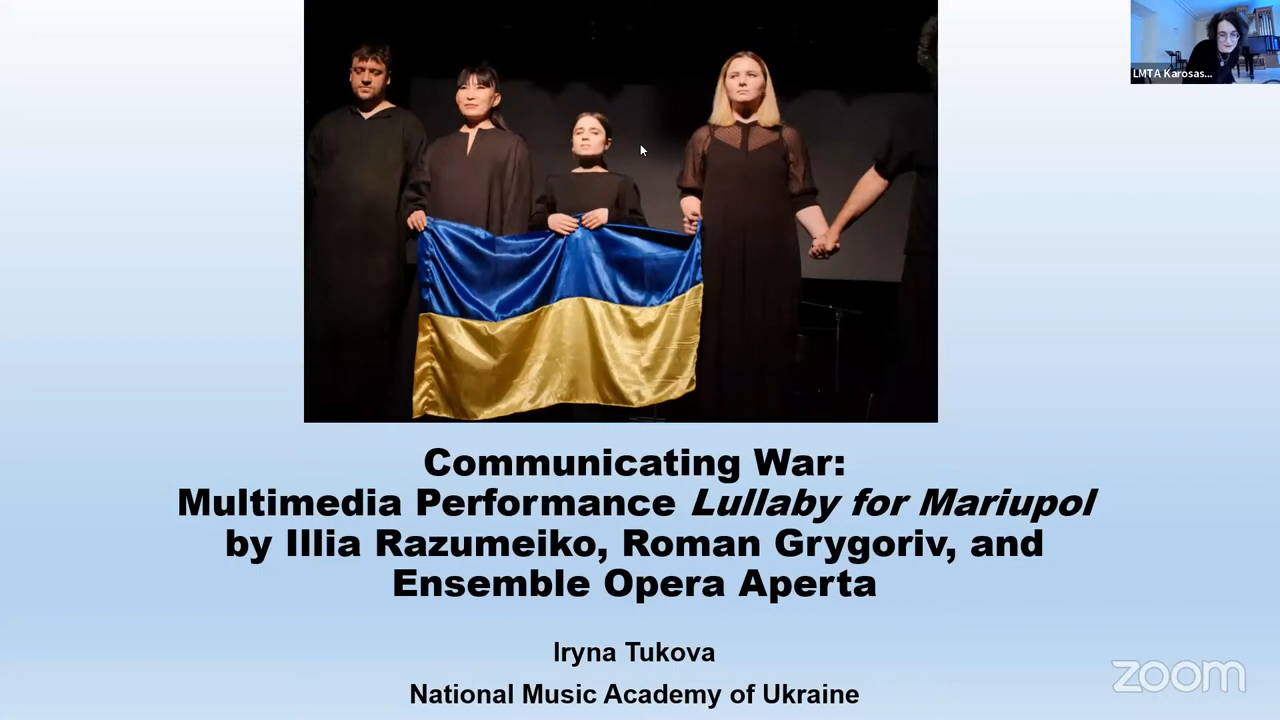 LMTA Karosas...
Communicating War:
Multimedia Performance Lullaby for Mariupol
by Illia Razumeiko, Roman Grygoriv, and
Ensemble Opera Aperta
Iryna Tukova
National Music Academy of Ukraine
zoom